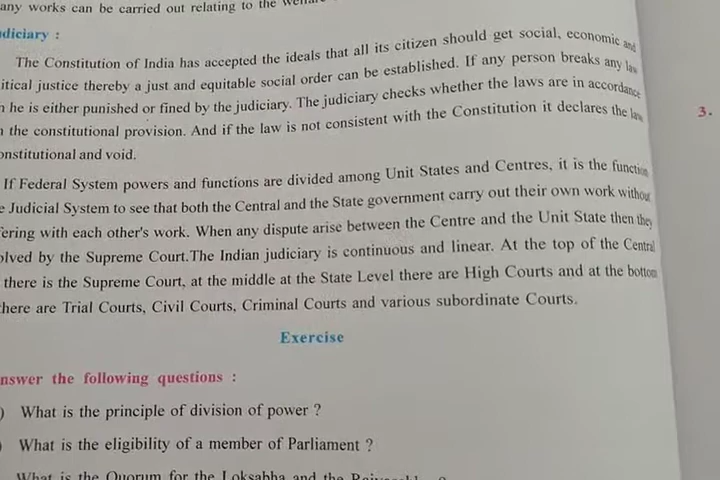 any works can be carried out relating to the
diciary :
The Constitution of India has accepted the ideals that all its citizen should get social, economic and
itical justice thereby a just and equitable social order can be established. If any person breaks any law
he is either punished or fined by the judiciary. The judiciary checks whether the laws are in accordance
the constitutional provision. And if the law is not consistent with the Constitution it declares the law
onstitutional and void.
If Federal System powers and functions are divided among Unit States and Centres, it is the function
e Judicial System to see that both the Central and the State government carry out their own work without
fering with each other's work. When any dispute arise between the Centre and the Unit State then they
olved by the Supreme Court.The Indian judiciary is continuous and linear. At the top of the Central
there is the Supreme Court, at the middle at the State Level there are High Courts and at the bottom
here are Trial Courts, Civil Courts, Criminal Courts and various subordinate Courts.
Exercise
nswer the following questions :
) What is the principle of division of power ?
What is the eligibility of a member of Parliament ?
What is the Quorum for the Loksabha and the
3.